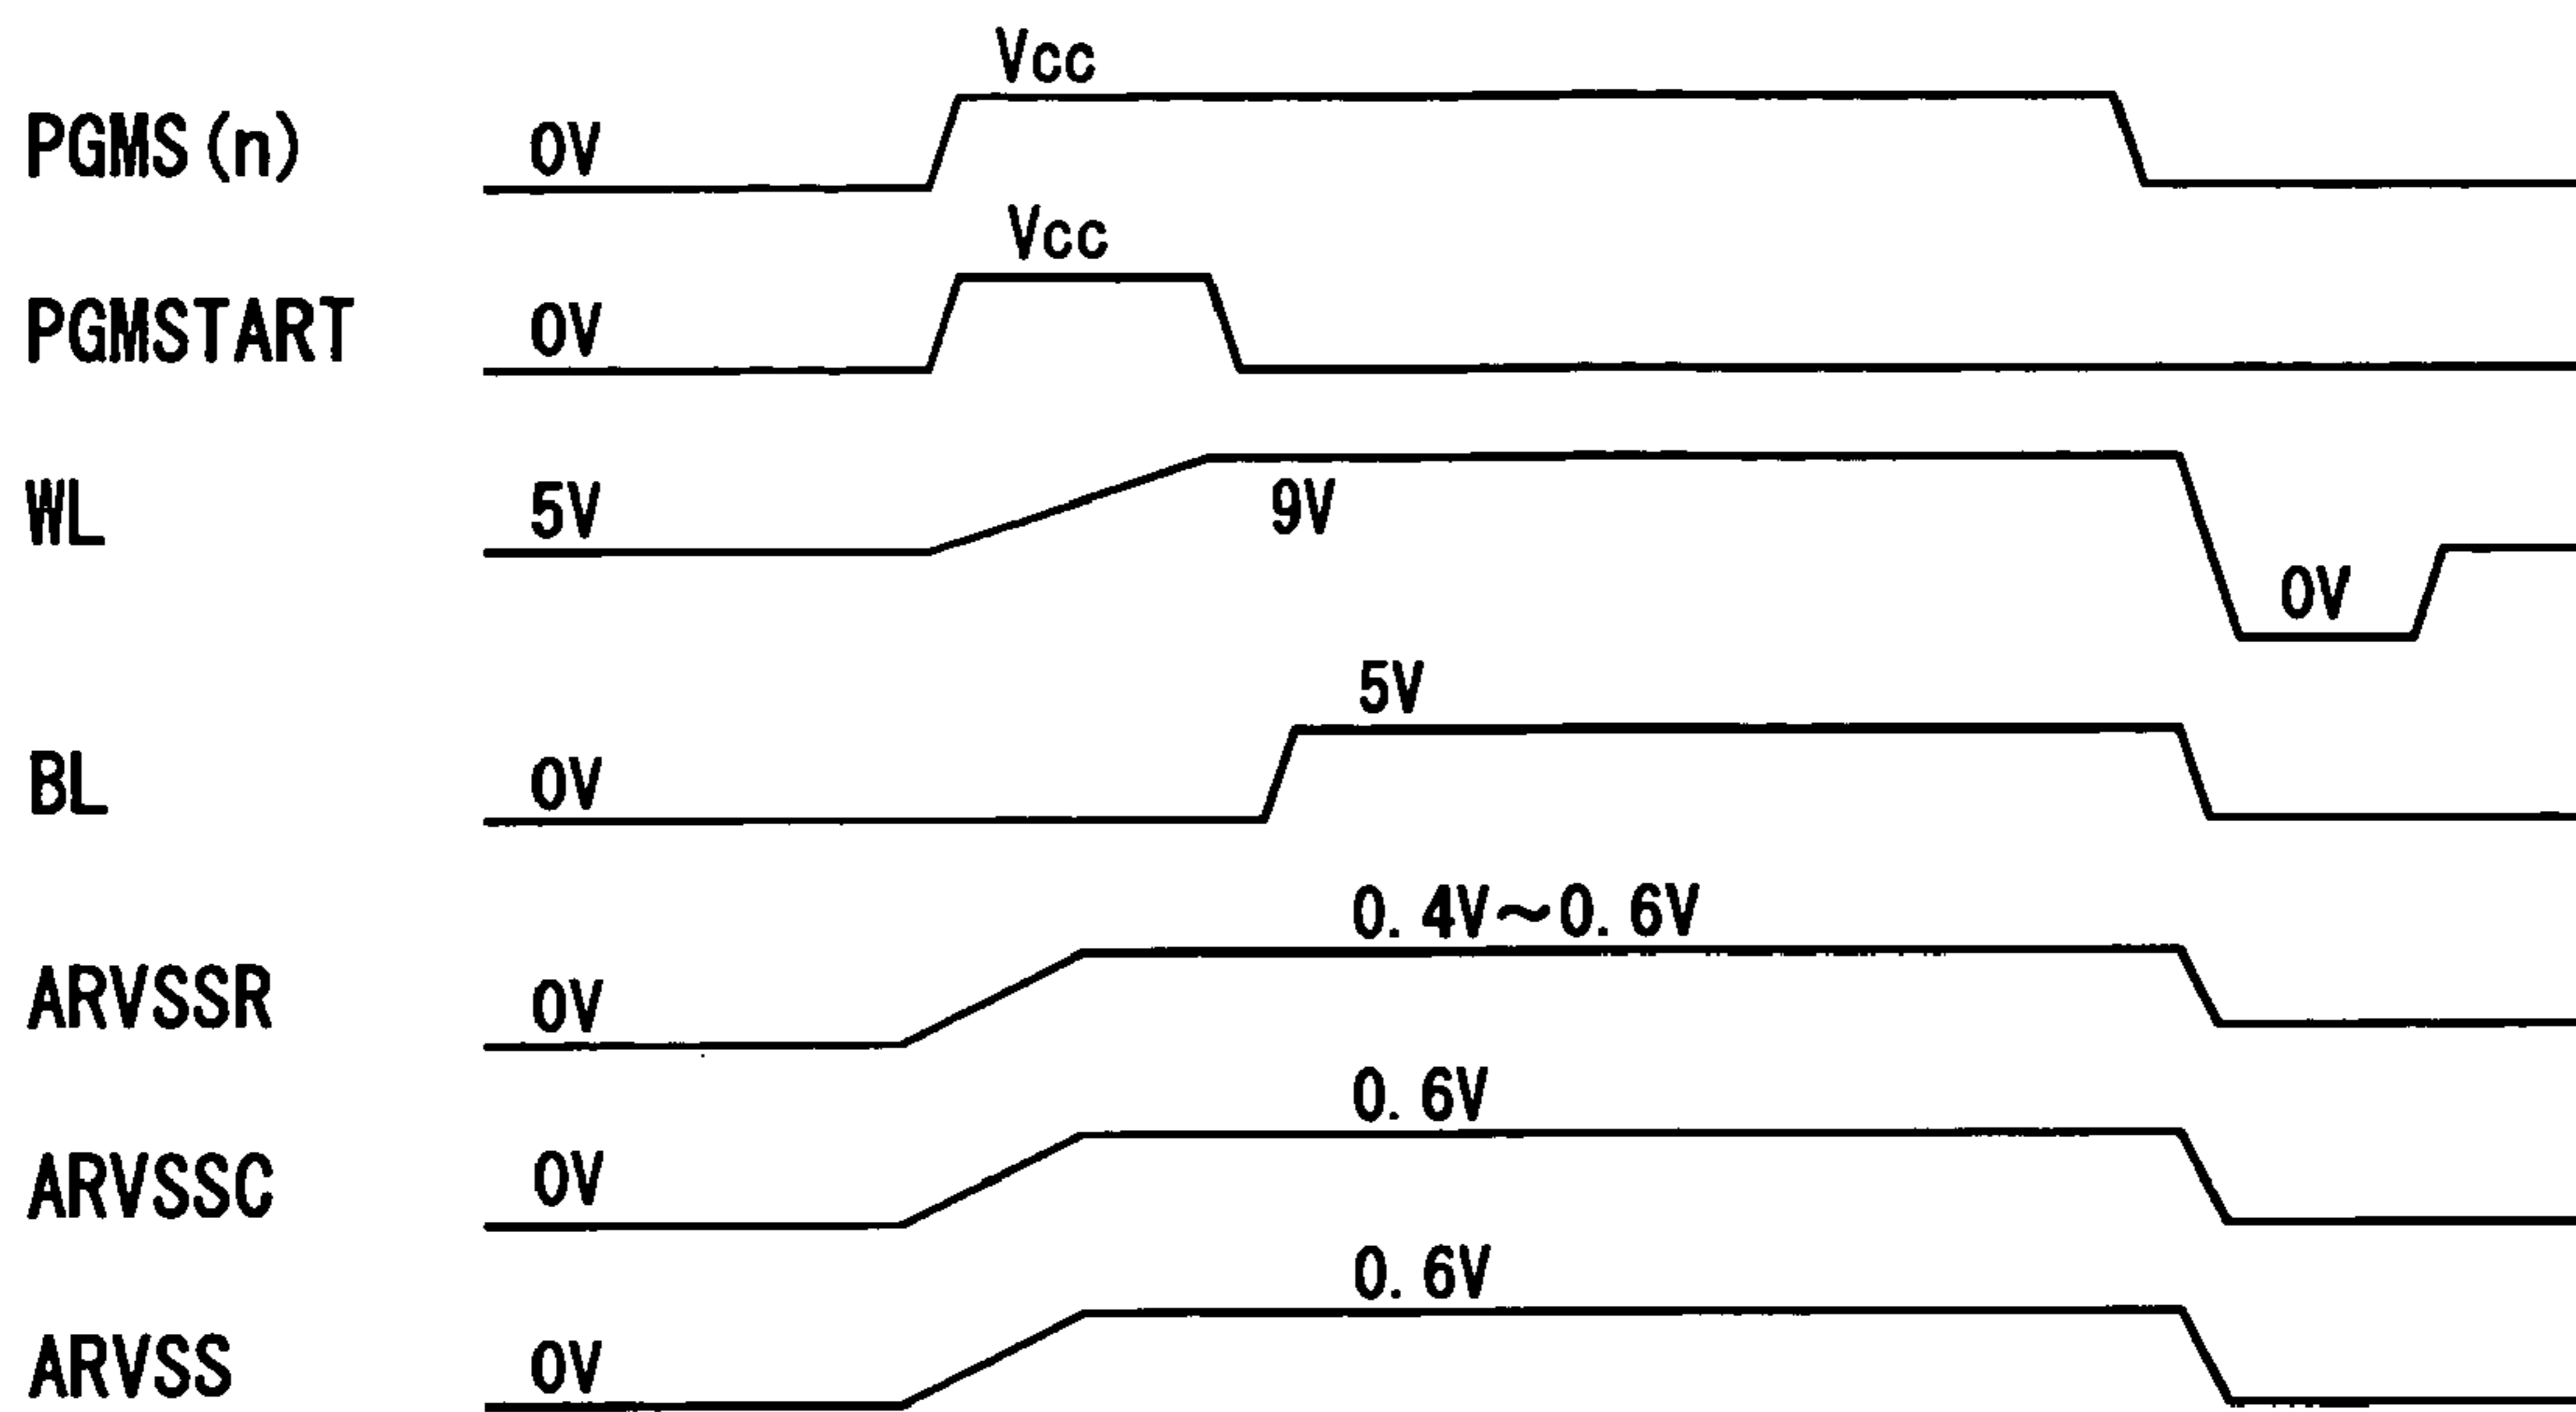 Vcc
PGMS(n) 0V
Vcc
PGMSTART 0V
WL 5V 9V 0V
5V
BL 0V
0.4V～0.6V
ARVSSR 0V
0.6V
ARVSSC 0V
0.6V
ARVSS 0V